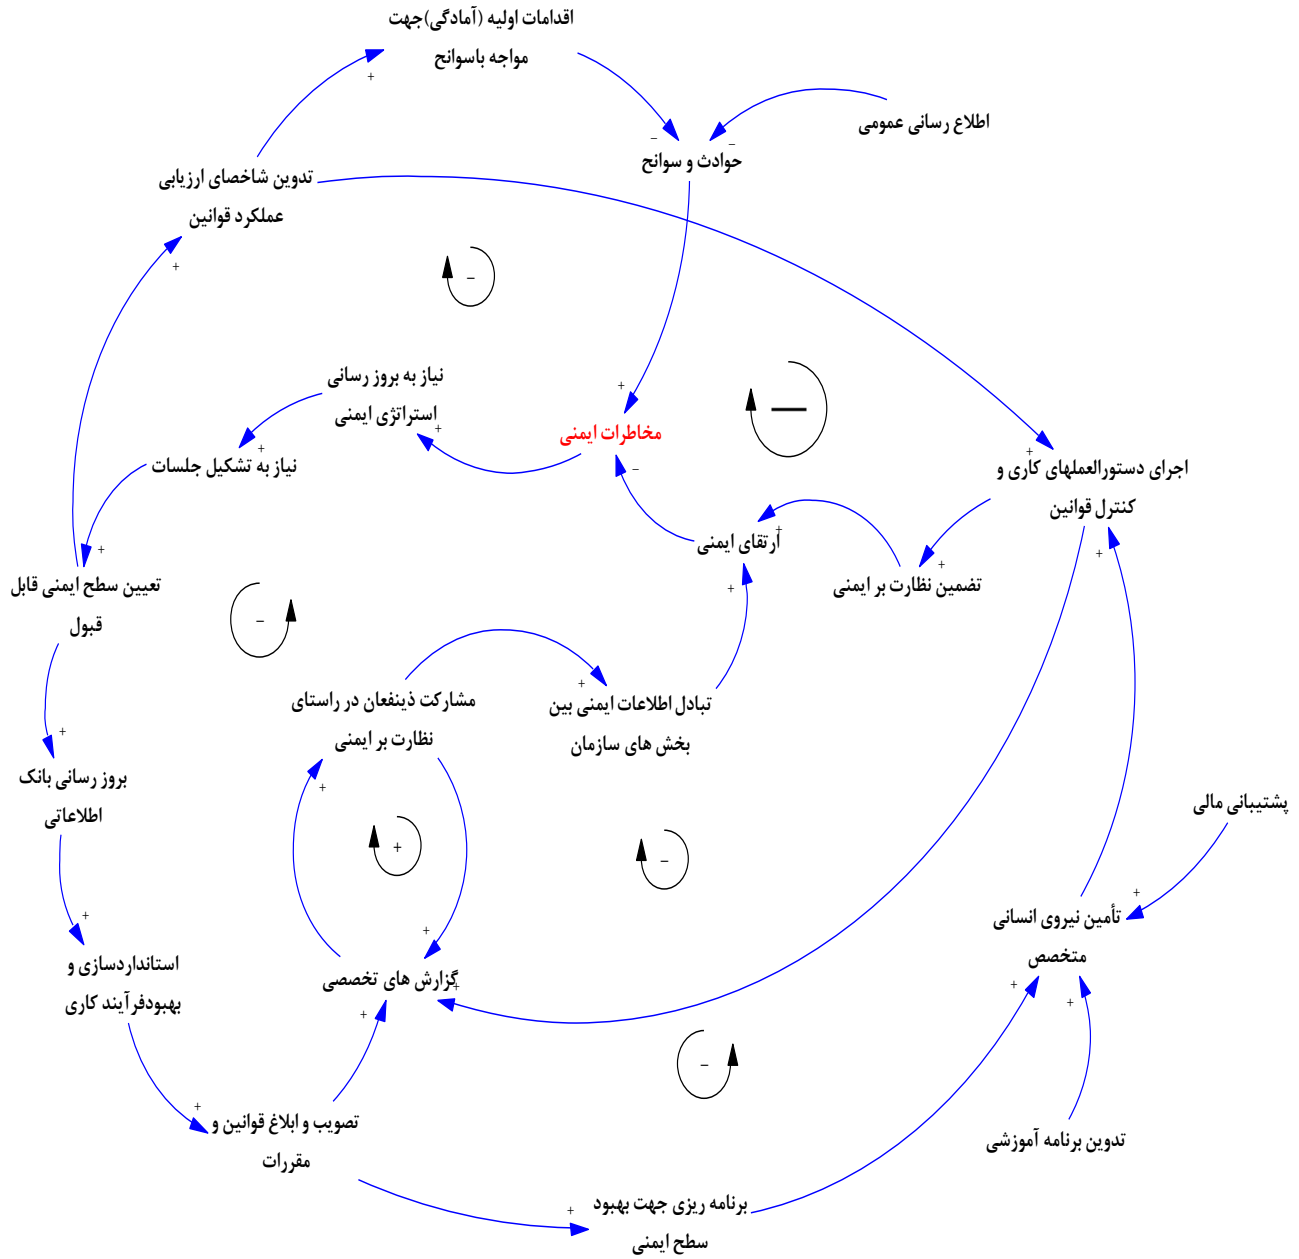 اقدامات اولیه (آمادگی)جهت
مواجه باسوانح
+
اطلاع رسانی عمومی
-
-
حوادث و سوانح
تدوین شاخصای ارزیابی
عملکرد قوانین
+
-
نیاز به بروز رسانی
استراتژی ایمنی
+
+
مخاطرات ایمنی
-
+
نیاز به تشکیل جلسات
+
اجرای دستورالعملهای کاری و
کنترل قوانین
-
+
ارتقای ایمنی
+
+
+
تعیین سطح ایمنی قابل
قبول
تضمین نظارت بر ایمنی
+
+
-
مشارکت ذینفعان در راستای
نظارت بر ایمنی
+
تبادل اطلاعات ایمنی بین
بخش های سازمان
+
بروز رسانی بانک
اطلاعاتی
+
پشتیبانی مالی
+
-
+
+
تأمین نیروی انسانی
متخصص
+
استانداردسازی و
بهبودفرآیند کاری
گزارش های تخصصی
+
+
+
+
-
+
تصویب و ابلاغ قوانین و
مقررات
تدوین برنامه آموزشی
+
برنامه ریزی جهت بهبود
سطح ایمنی